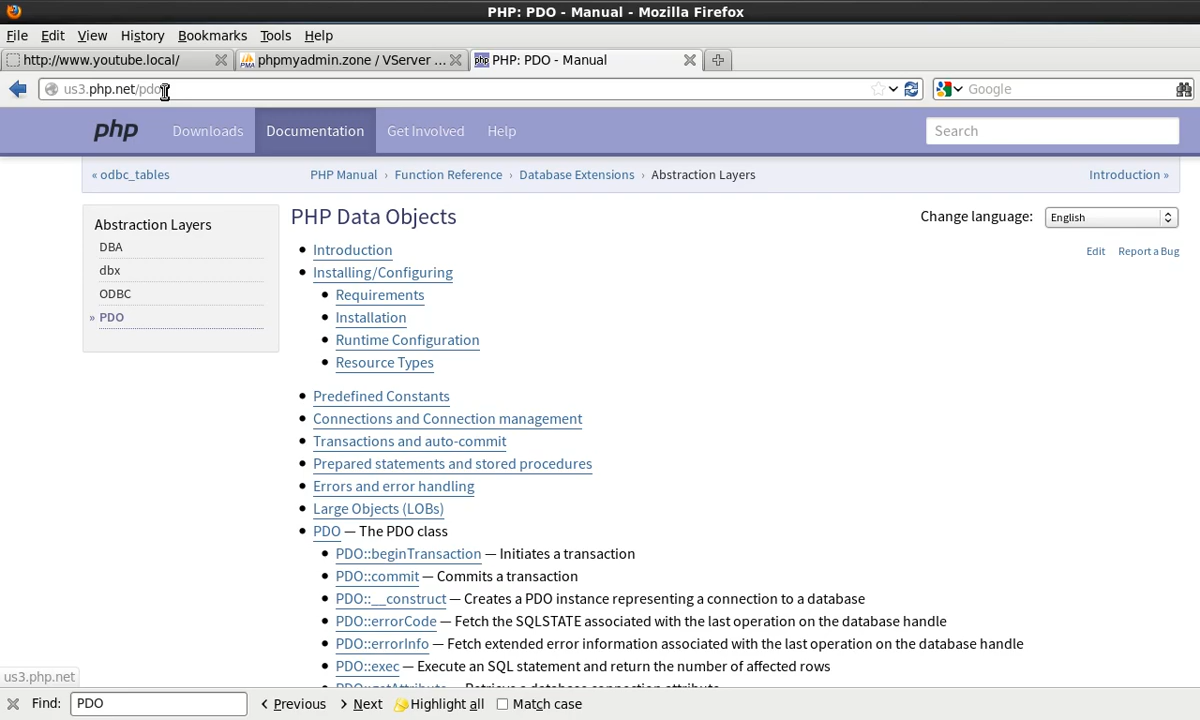 PHP: PDO - Manual - Mozilla Firefox
File Edit View History Bookmarks Tools Help
http://www.youtube.local/ phpmyadmin.zone / VServer ... php PHP: PDO - Manual
us3.php.net/pdo Google
php Downloads Documentation Get Involved Help Search
« odbc_tables PHP Manual › Function Reference › Database Extensions › Abstraction Layers Introduction »
Abstraction Layers
DBA
dbx
ODBC
» PDO
PHP Data Objects
Change language: English
Edit Report a Bug
• Introduction
• Installing/Configuring
• Requirements
• Installation
• Runtime Configuration
• Resource Types
• Predefined Constants
• Connections and Connection management
• Transactions and auto-commit
• Prepared statements and stored procedures
• Errors and error handling
• Large Objects (LOBs)
• PDO — The PDO class
• PDO::beginTransaction — Initiates a transaction
• PDO::commit — Commits a transaction
• PDO::__construct — Creates a PDO instance representing a connection to a database
• PDO::errorCode — Fetch the SQLSTATE associated with the last operation on the database handle
• PDO::errorInfo — Fetch extended error information associated with the last operation on the database handle
• PDO::exec — Execute an SQL statement and return the number of affected rows
• PDO::getAttribute — Retrieve a database connection attribute
us3.php.net
Find: PDO Previous Next Highlight all Match case